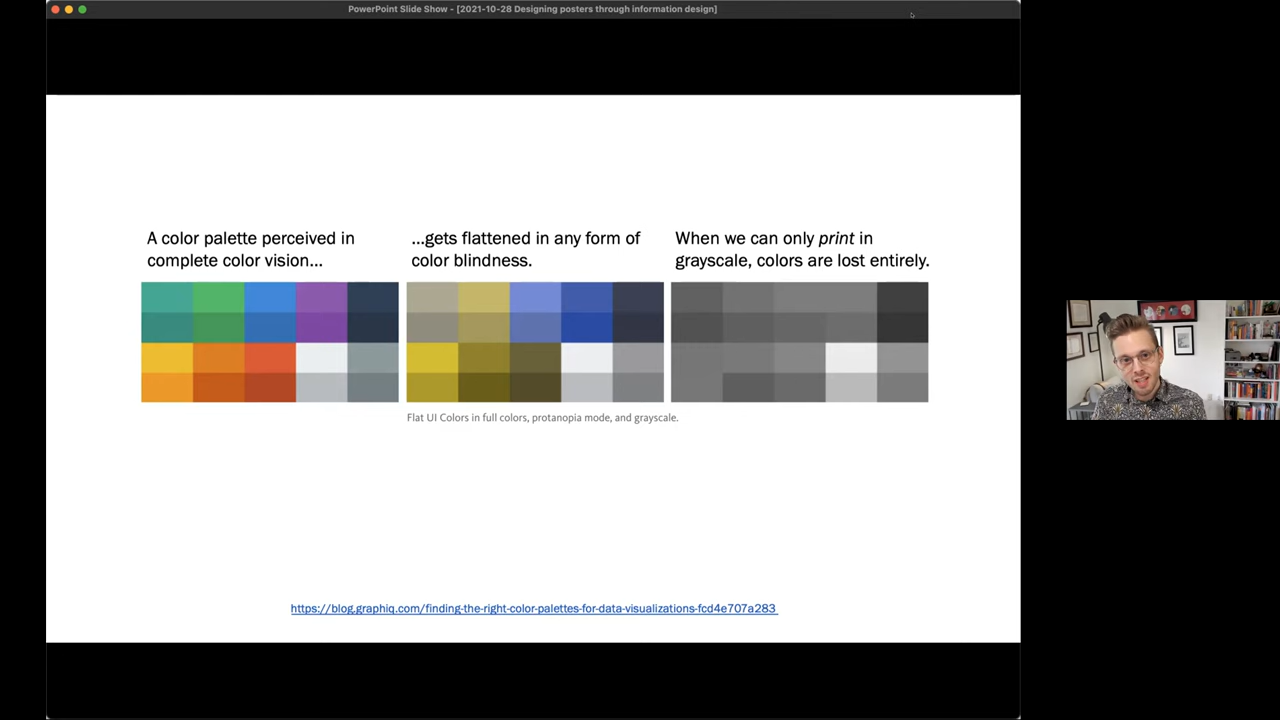 PowerPoint Slide Show - [2021-10-28 Designing posters through information design]
A color palette perceived in
complete color vision...
...gets flattened in any form of
color blindness.
When we can only print in
grayscale, colors are lost entirely.
Flat UI Colors in full colors, protanopia mode, and grayscale.
https://blog.graphiq.com/finding-the-right-color-palettes-for-data-visualizations-fcd4e707a283